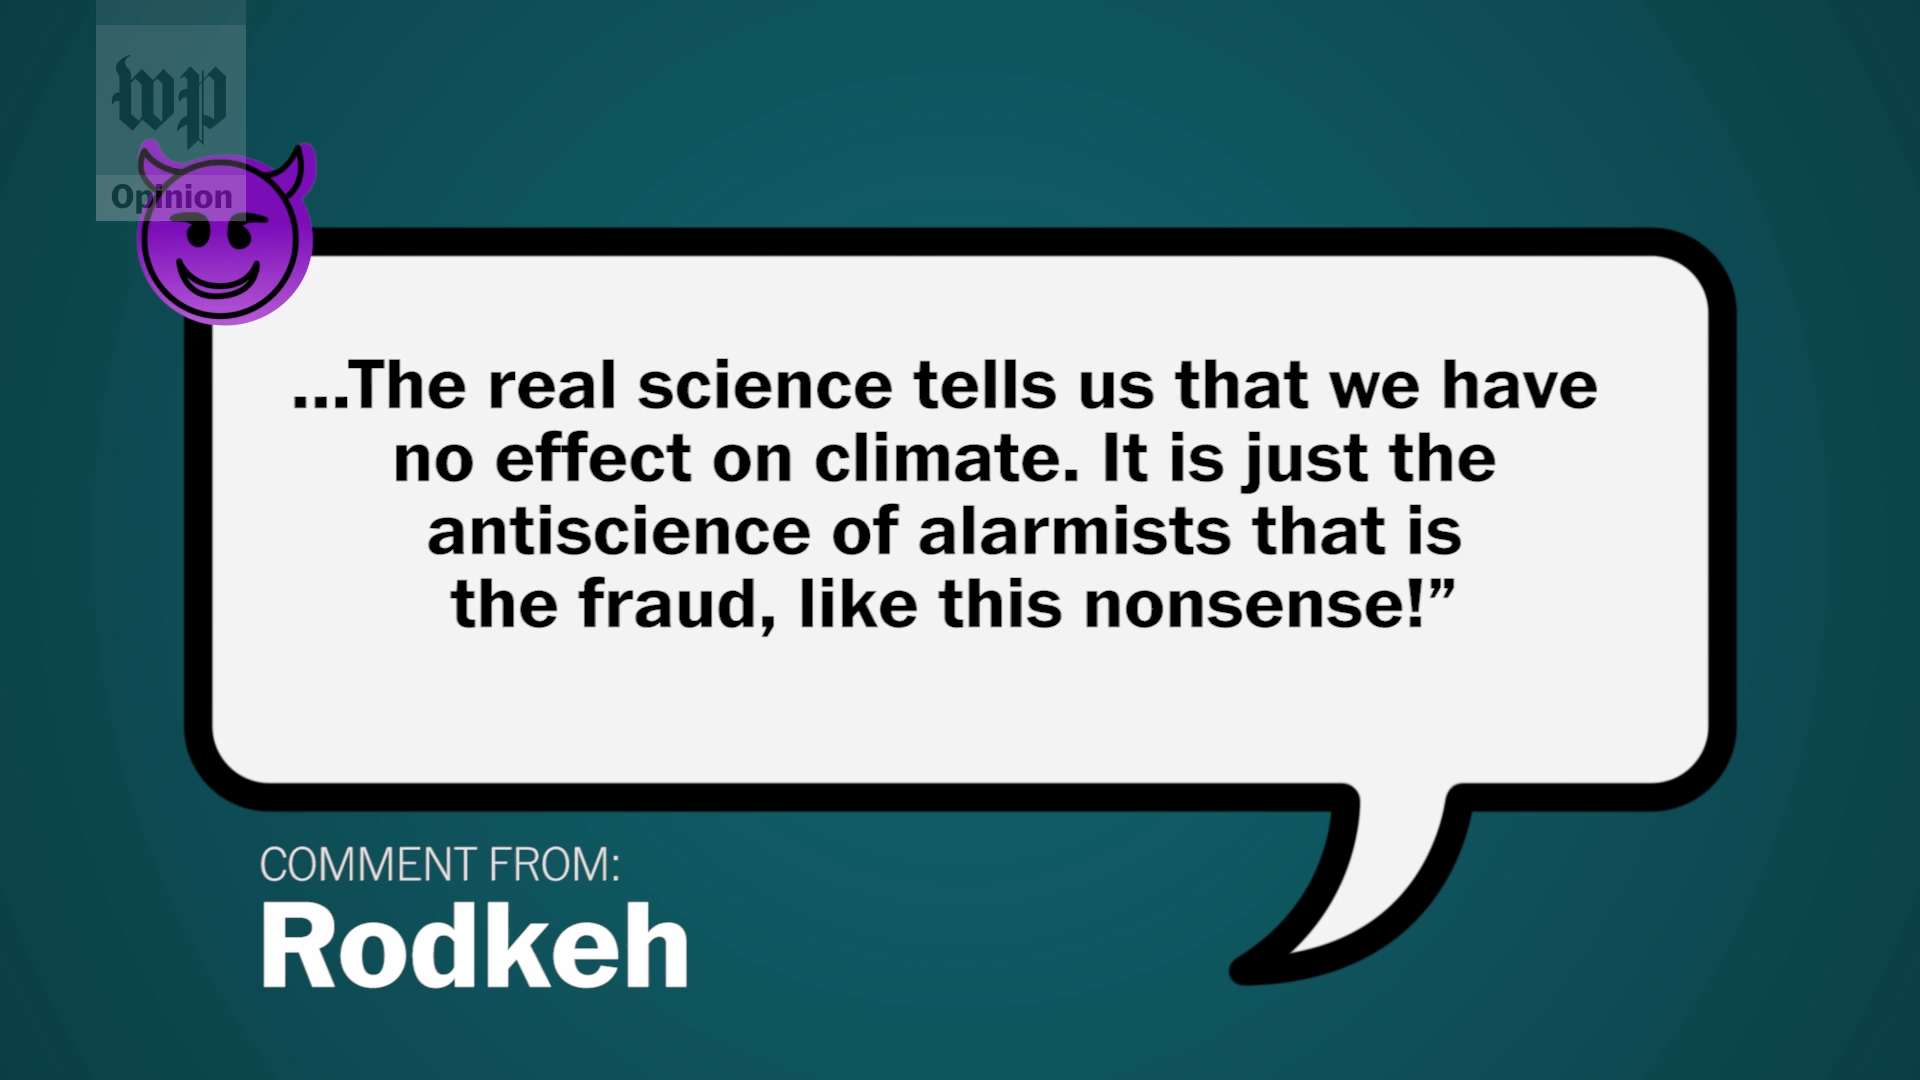 wp
Opinion
...The real science tells us that we have
no effect on climate. It is just the
antiscience of alarmists that is
the fraud, like this nonsense!”
COMMENT FROM:
Rodkeh